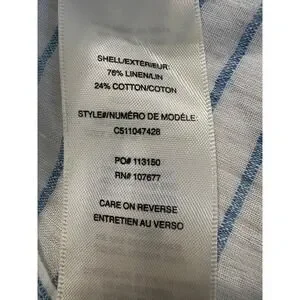 SHELL/EXTÉRIEUR:
76% LINEN/LIN
24% COTTON/COTON
STYLE#/NUMÉRO DE MODÈLE:
C511047428
PO# 113150
RN# 107677
CARE ON REVERSE
ENTRETIEN AU VERSO